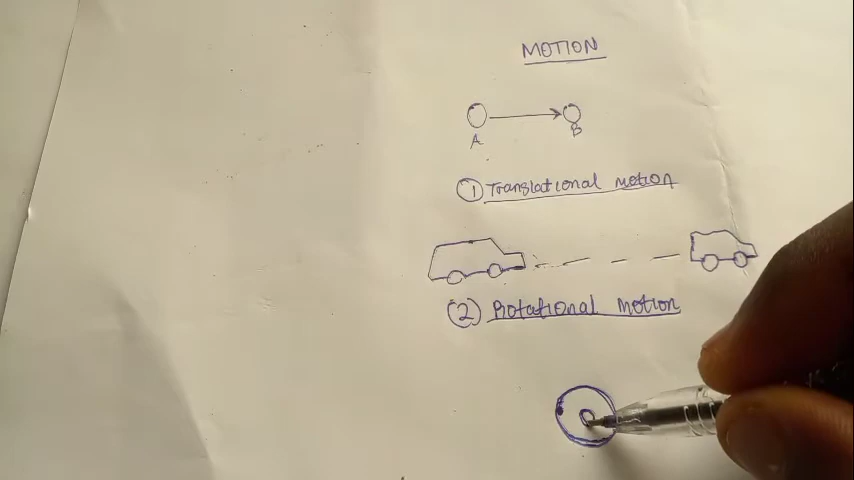 MOTION
A B
① Translational motion
(2) Rotational Motion